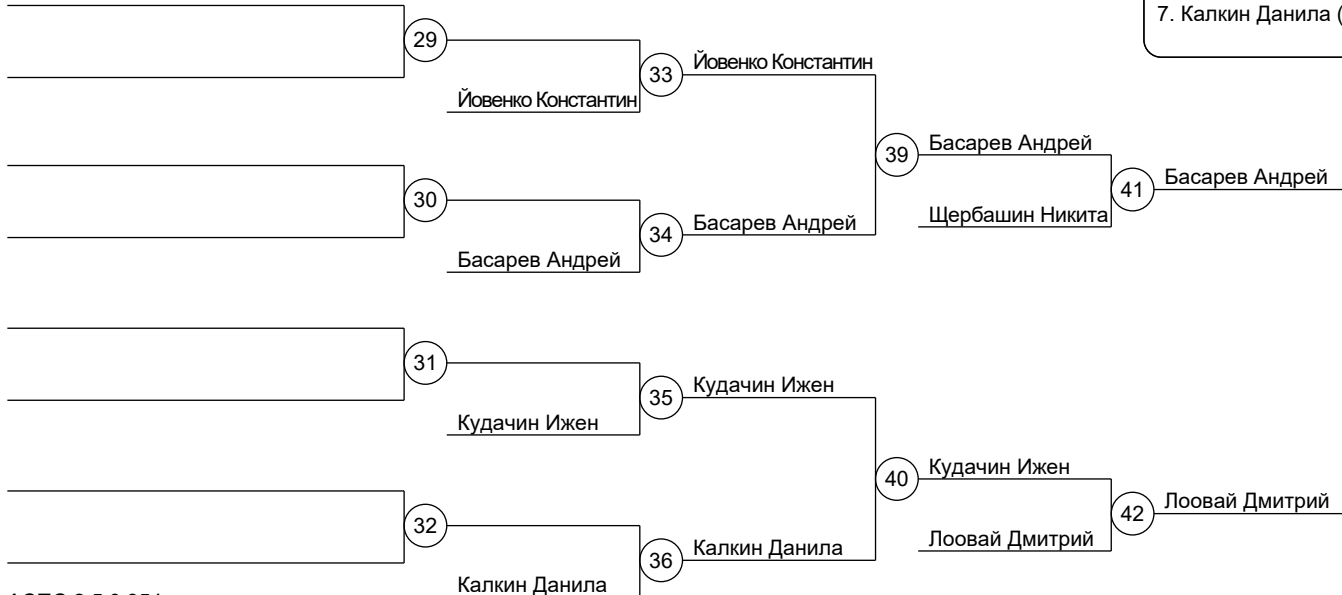 7. Калкин Данила (
29
33
Йовенко Константин
Йовенко Константин
39
Басарев Андрей
41
Басарев Андрей
30
34
Басарев Андрей
Щербашин Никита
Басарев Андрей
31
35
Кудачин Ижен
Кудачин Ижен
40
Кудачин Ижен
42
Лоовай Дмитрий
32
36
Калкин Данила
Лоовай Дмитрий
Калкин Данила